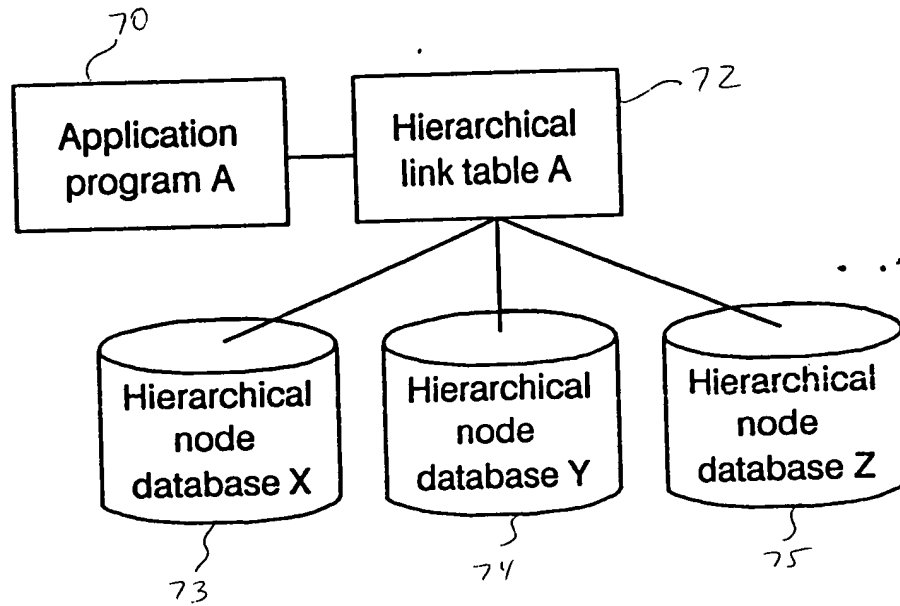 70
72
Application
program A
Hierarchical
link table A
Hierarchical
node
database X
Hierarchical
node
database Y
Hierarchical
node
database Z
73
74
75